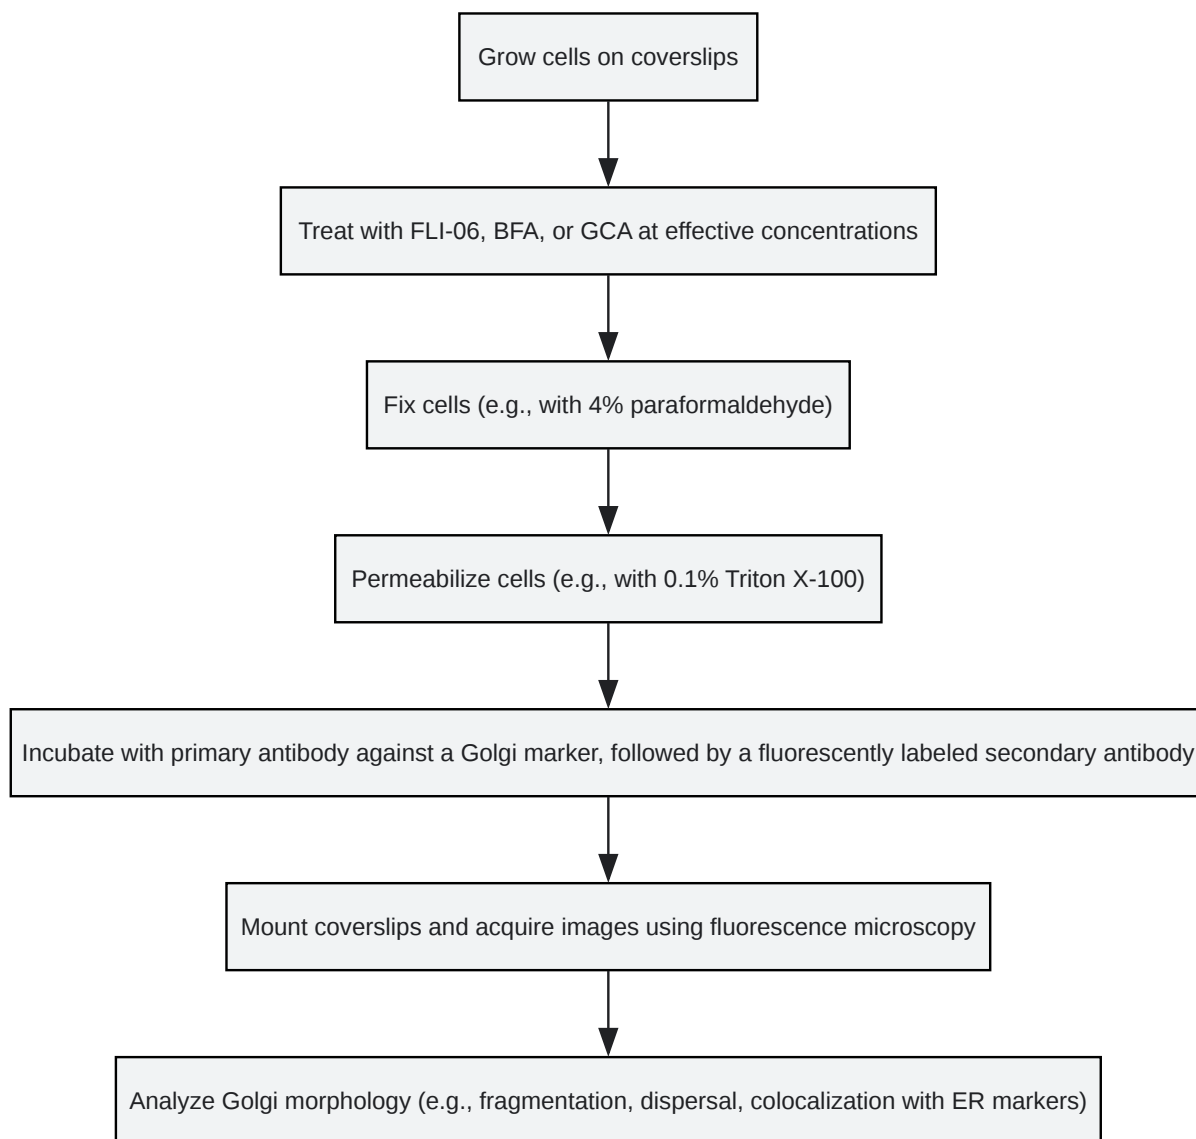 Grow cells on coverslips
Treat with FLI-06, BFA, or GCA at effective concentrations
Fix cells (e.g., with 4% paraformaldehyde)
Permeabilize cells (e.g., with 0.1% Triton X-100)
Incubate with primary antibody against a Golgi marker, followed by a fluorescently labeled secondary antibody
Mount coverslips and acquire images using fluorescence microscopy
Analyze Golgi morphology (e.g., fragmentation, dispersal, colocalization with ER markers)